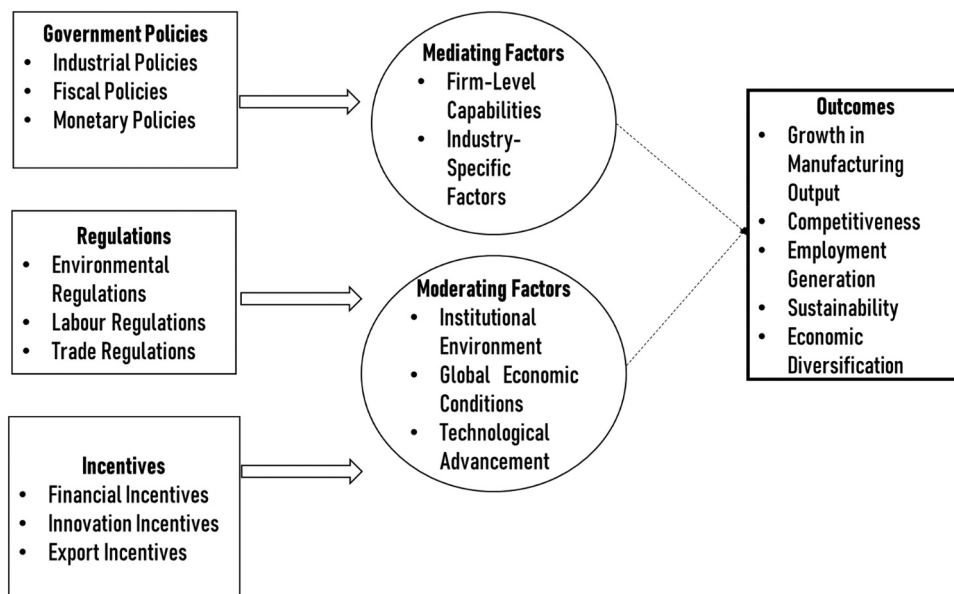 Government Policies
• Industrial Policies
• Fiscal Policies
• Monetary Policies
Regulations
• Environmental
Regulations
• Labour Regulations
• Trade Regulations
Incentives
• Financial Incentives
• Innovation Incentives
• Export Incentives
Mediating Factors
• Firm-Level
Capabilities
• Industry-
Specific
Factors
Moderating Factors
• Institutional
Environment
• Global Economic
Conditions
• Technological
Advancement
Outcomes
• Growth in
Manufacturing
Output
• Competitiveness
• Employment
Generation
• Sustainability
• Economic
Diversification